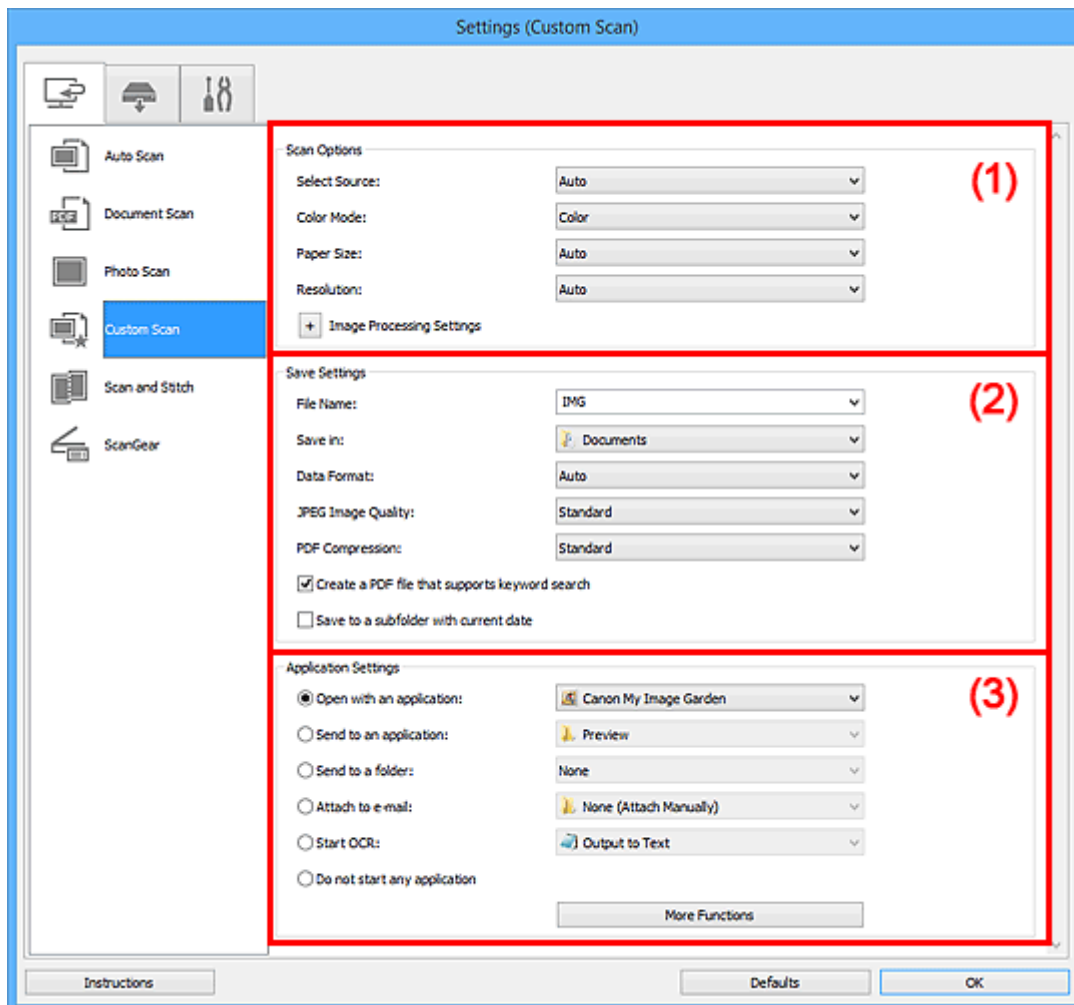 Settings (Custom Scan)
Auto Scan
PDF
Document Scan
Photo Scan
Custom Scan
Scan and Stitch
ScanGear
Scan Options
(1)
Select Source: Auto
Color Mode: Color
Paper Size: Auto
Resolution: Auto
+ Image Processing Settings
Save Settings
(2)
File Name: IMG
Save in: Documents
Data Format: Auto
JPEG Image Quality: Standard
PDF Compression: Standard
Create a PDF file that supports keyword search
Save to a subfolder with current date
Application Settings
(3)
Open with an application: Canon My Image Garden
Send to an application: Preview
Send to a folder: None
Attach to e-mail: None (Attach Manually)
Start OCR: Output to Text
Do not start any application
More Functions
Instructions Defaults OK